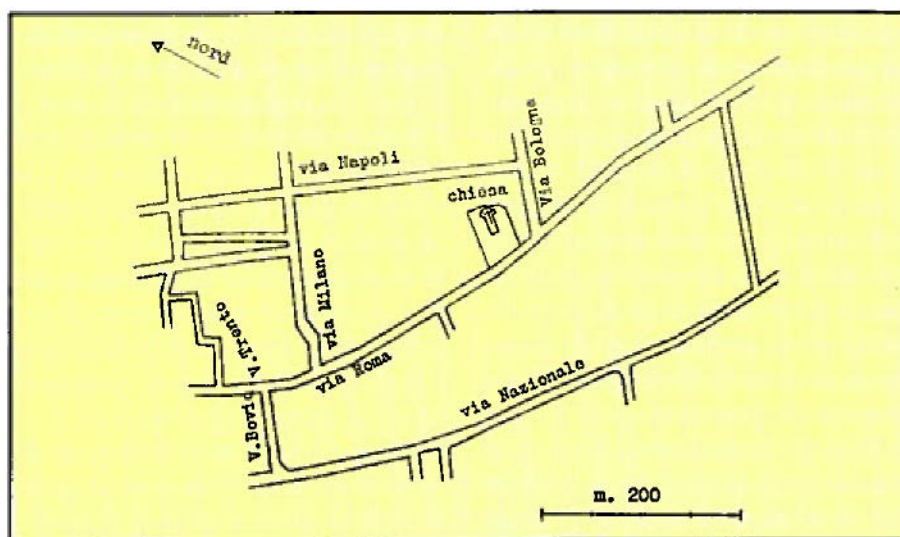 nord
via Napoli
Via Bologna
chiesa
via Milano
V.Trento
via Roma
V.Bovio
via Nazionale
m. 200